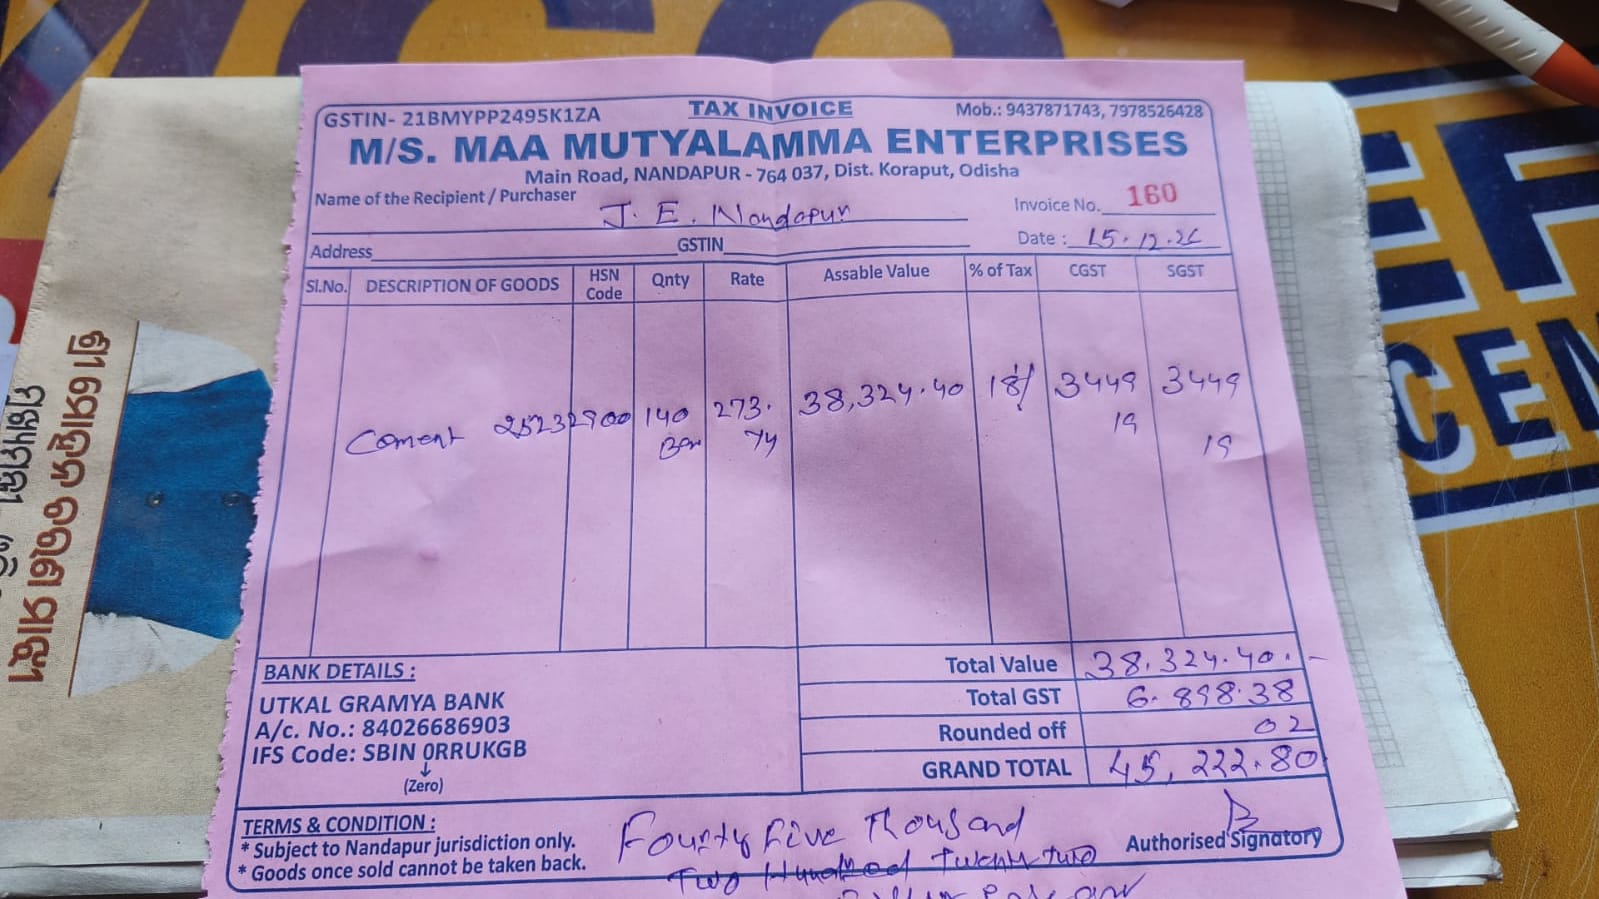 GSTIN- 21BMYPP2495K1ZA TAX INVOICE Mob.: 9437871743, 7978526428
M/S. MAA MUTYALAMMA ENTERPRISES
Main Road, NANDAPUR - 764 037, Dist. Koraput, Odisha
Name of the Recipient / Purchaser J. E. Nandapur Invoice No. 160
Address GSTIN Date : 15.12.
Sl.No. DESCRIPTION OF GOODS HSN Code Qnty Rate Assable Value % of Tax CGST SGST
Coment 25232900 140 273. 38,324.40 18% 3449 3449
74 19 19
BANK DETAILS : Total Value 38,324.40
UTKAL GRAMYA BANK Total GST 6.898.38
A/c. No.: 84026686903 Rounded off 02
IFS Code: SBIN 0RRUKGB GRAND TOTAL 45,222.80
(Zero)
TERMS & CONDITION :
* Subject to Nandapur jurisdiction only. Authorised Signatory
* Goods once sold cannot be taken back.
Fourty Five Thousand
Two Hundred Twenty two
CEN